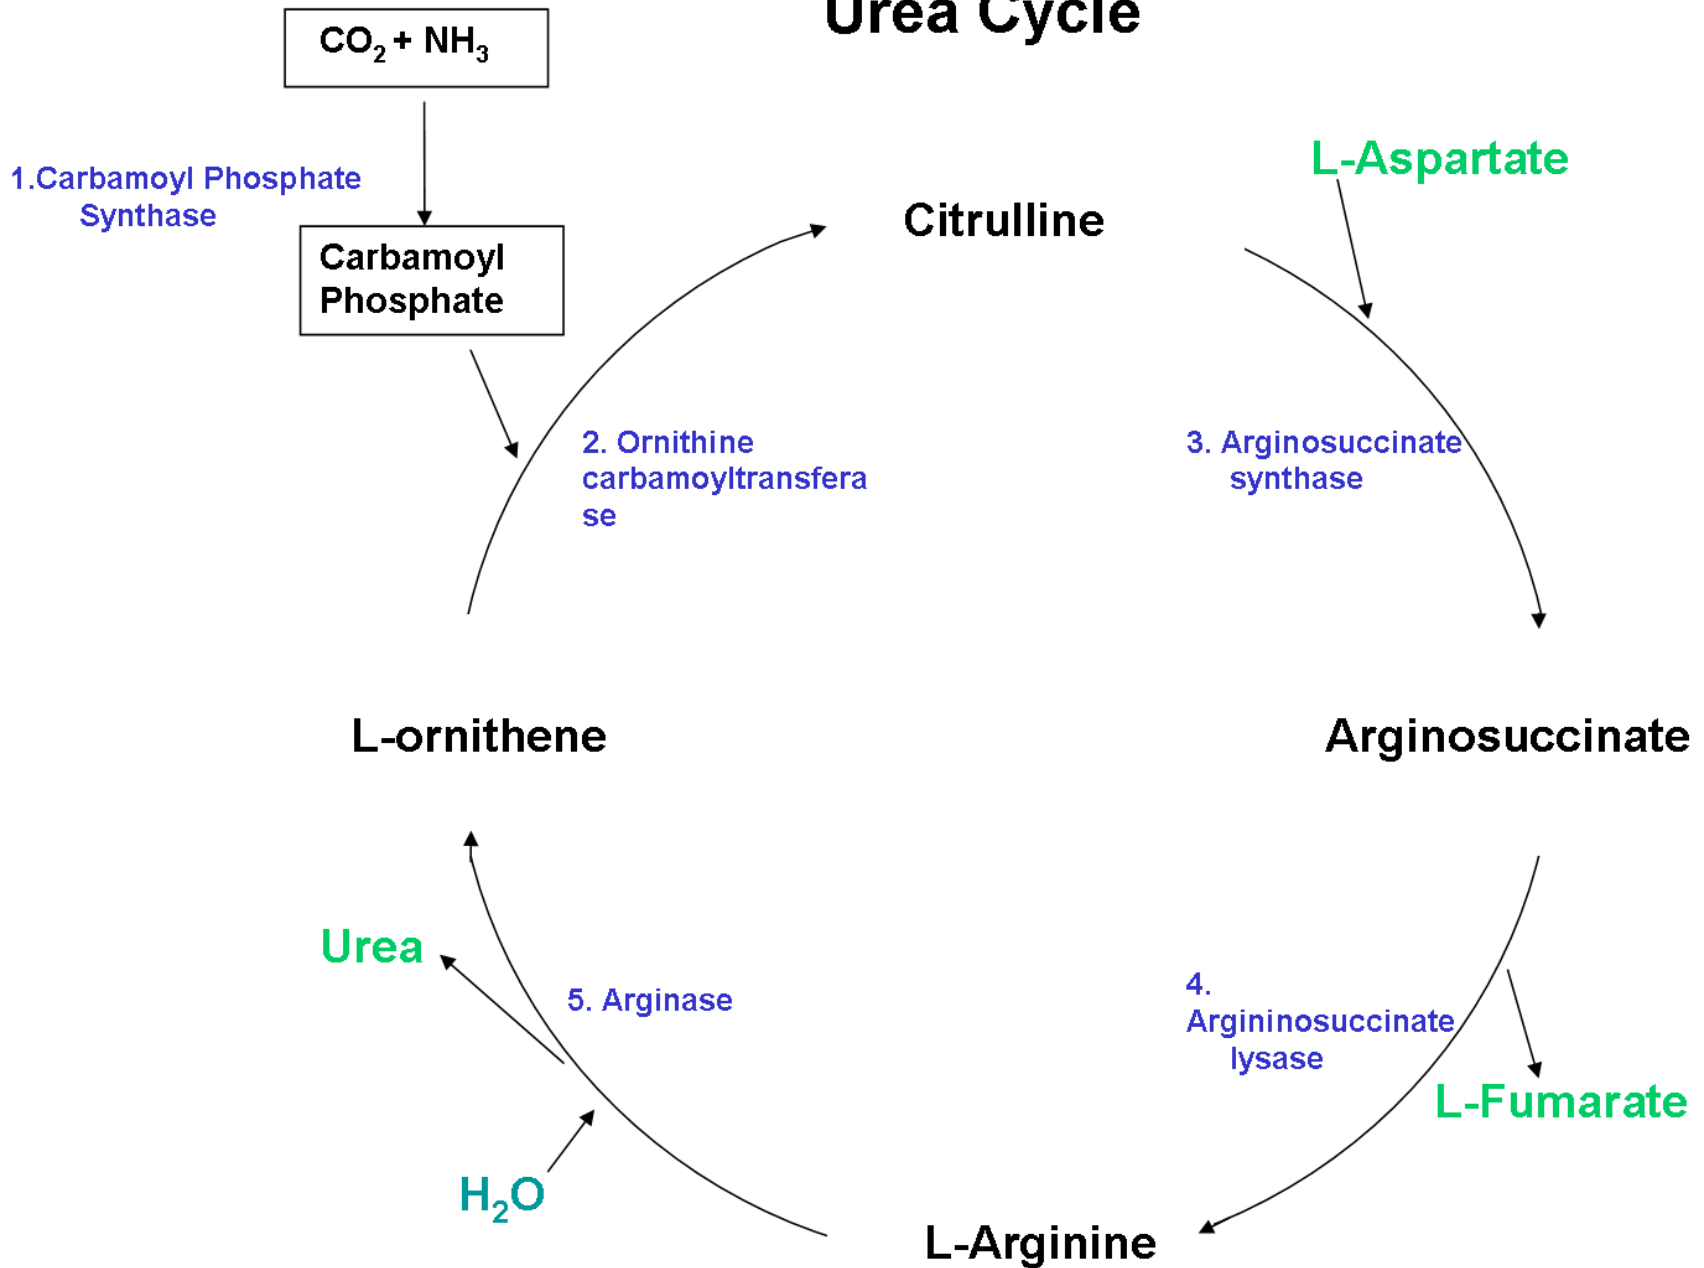 Urea Cycle
CO₂ + NH₃
1.Carbamoyl Phosphate
Synthase
Carbamoyl
Phosphate
Citrulline
L-Aspartate
2. Ornithine
carbamoyltransfera
se
3. Arginosuccinate
synthase
L-ornithene
Arginosuccinate
Urea
5. Arginase
4.
Argininosuccinate
lysase
L-Fumarate
H₂O
L-Arginine